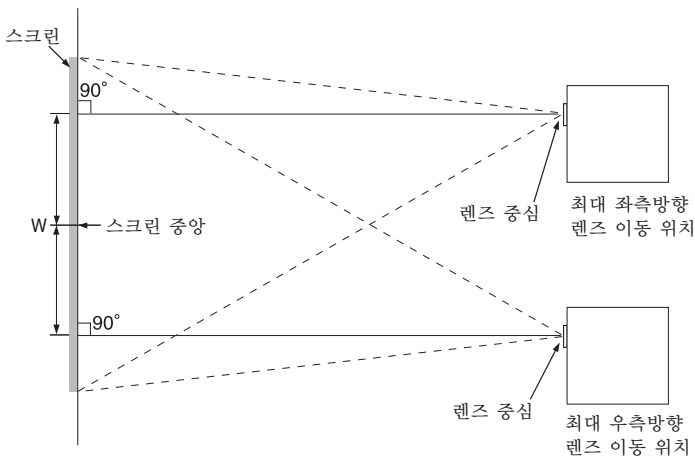 스크린
90°
W
스크린 중앙
렌즈 중심
최대 좌측방향
렌즈 이동 위치
90°
렌즈 중심
최대 우측방향
렌즈 이동 위치